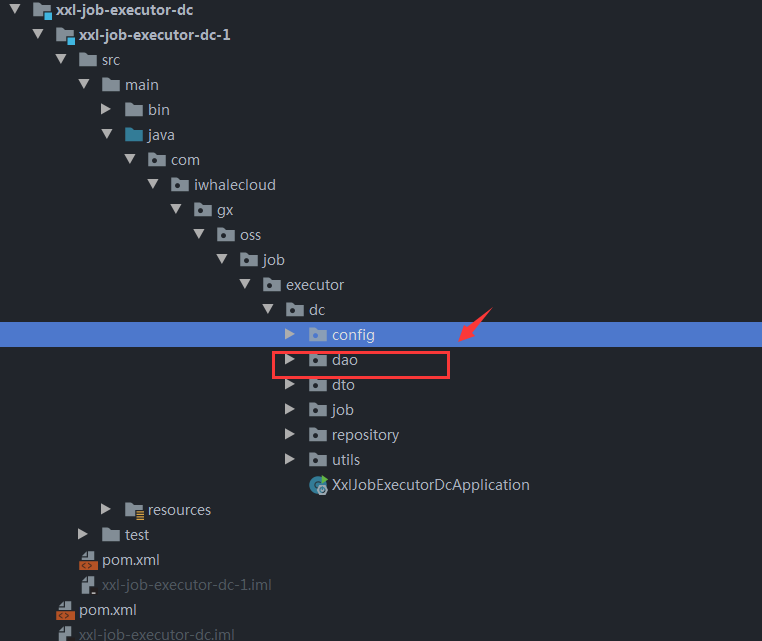 xxl-job-executor-dc
xxl-job-executor-dc-1
src
main
bin
java
com
iwhalecloud
gx
oss
job
executor
dc
config
dao
dto
job
repository
utils
XxlJobExecutorDcApplication
resources
test
pom.xml
xxl-job-executor-dc-1.iml
pom.xml
xxl-job-executor-dc.iml